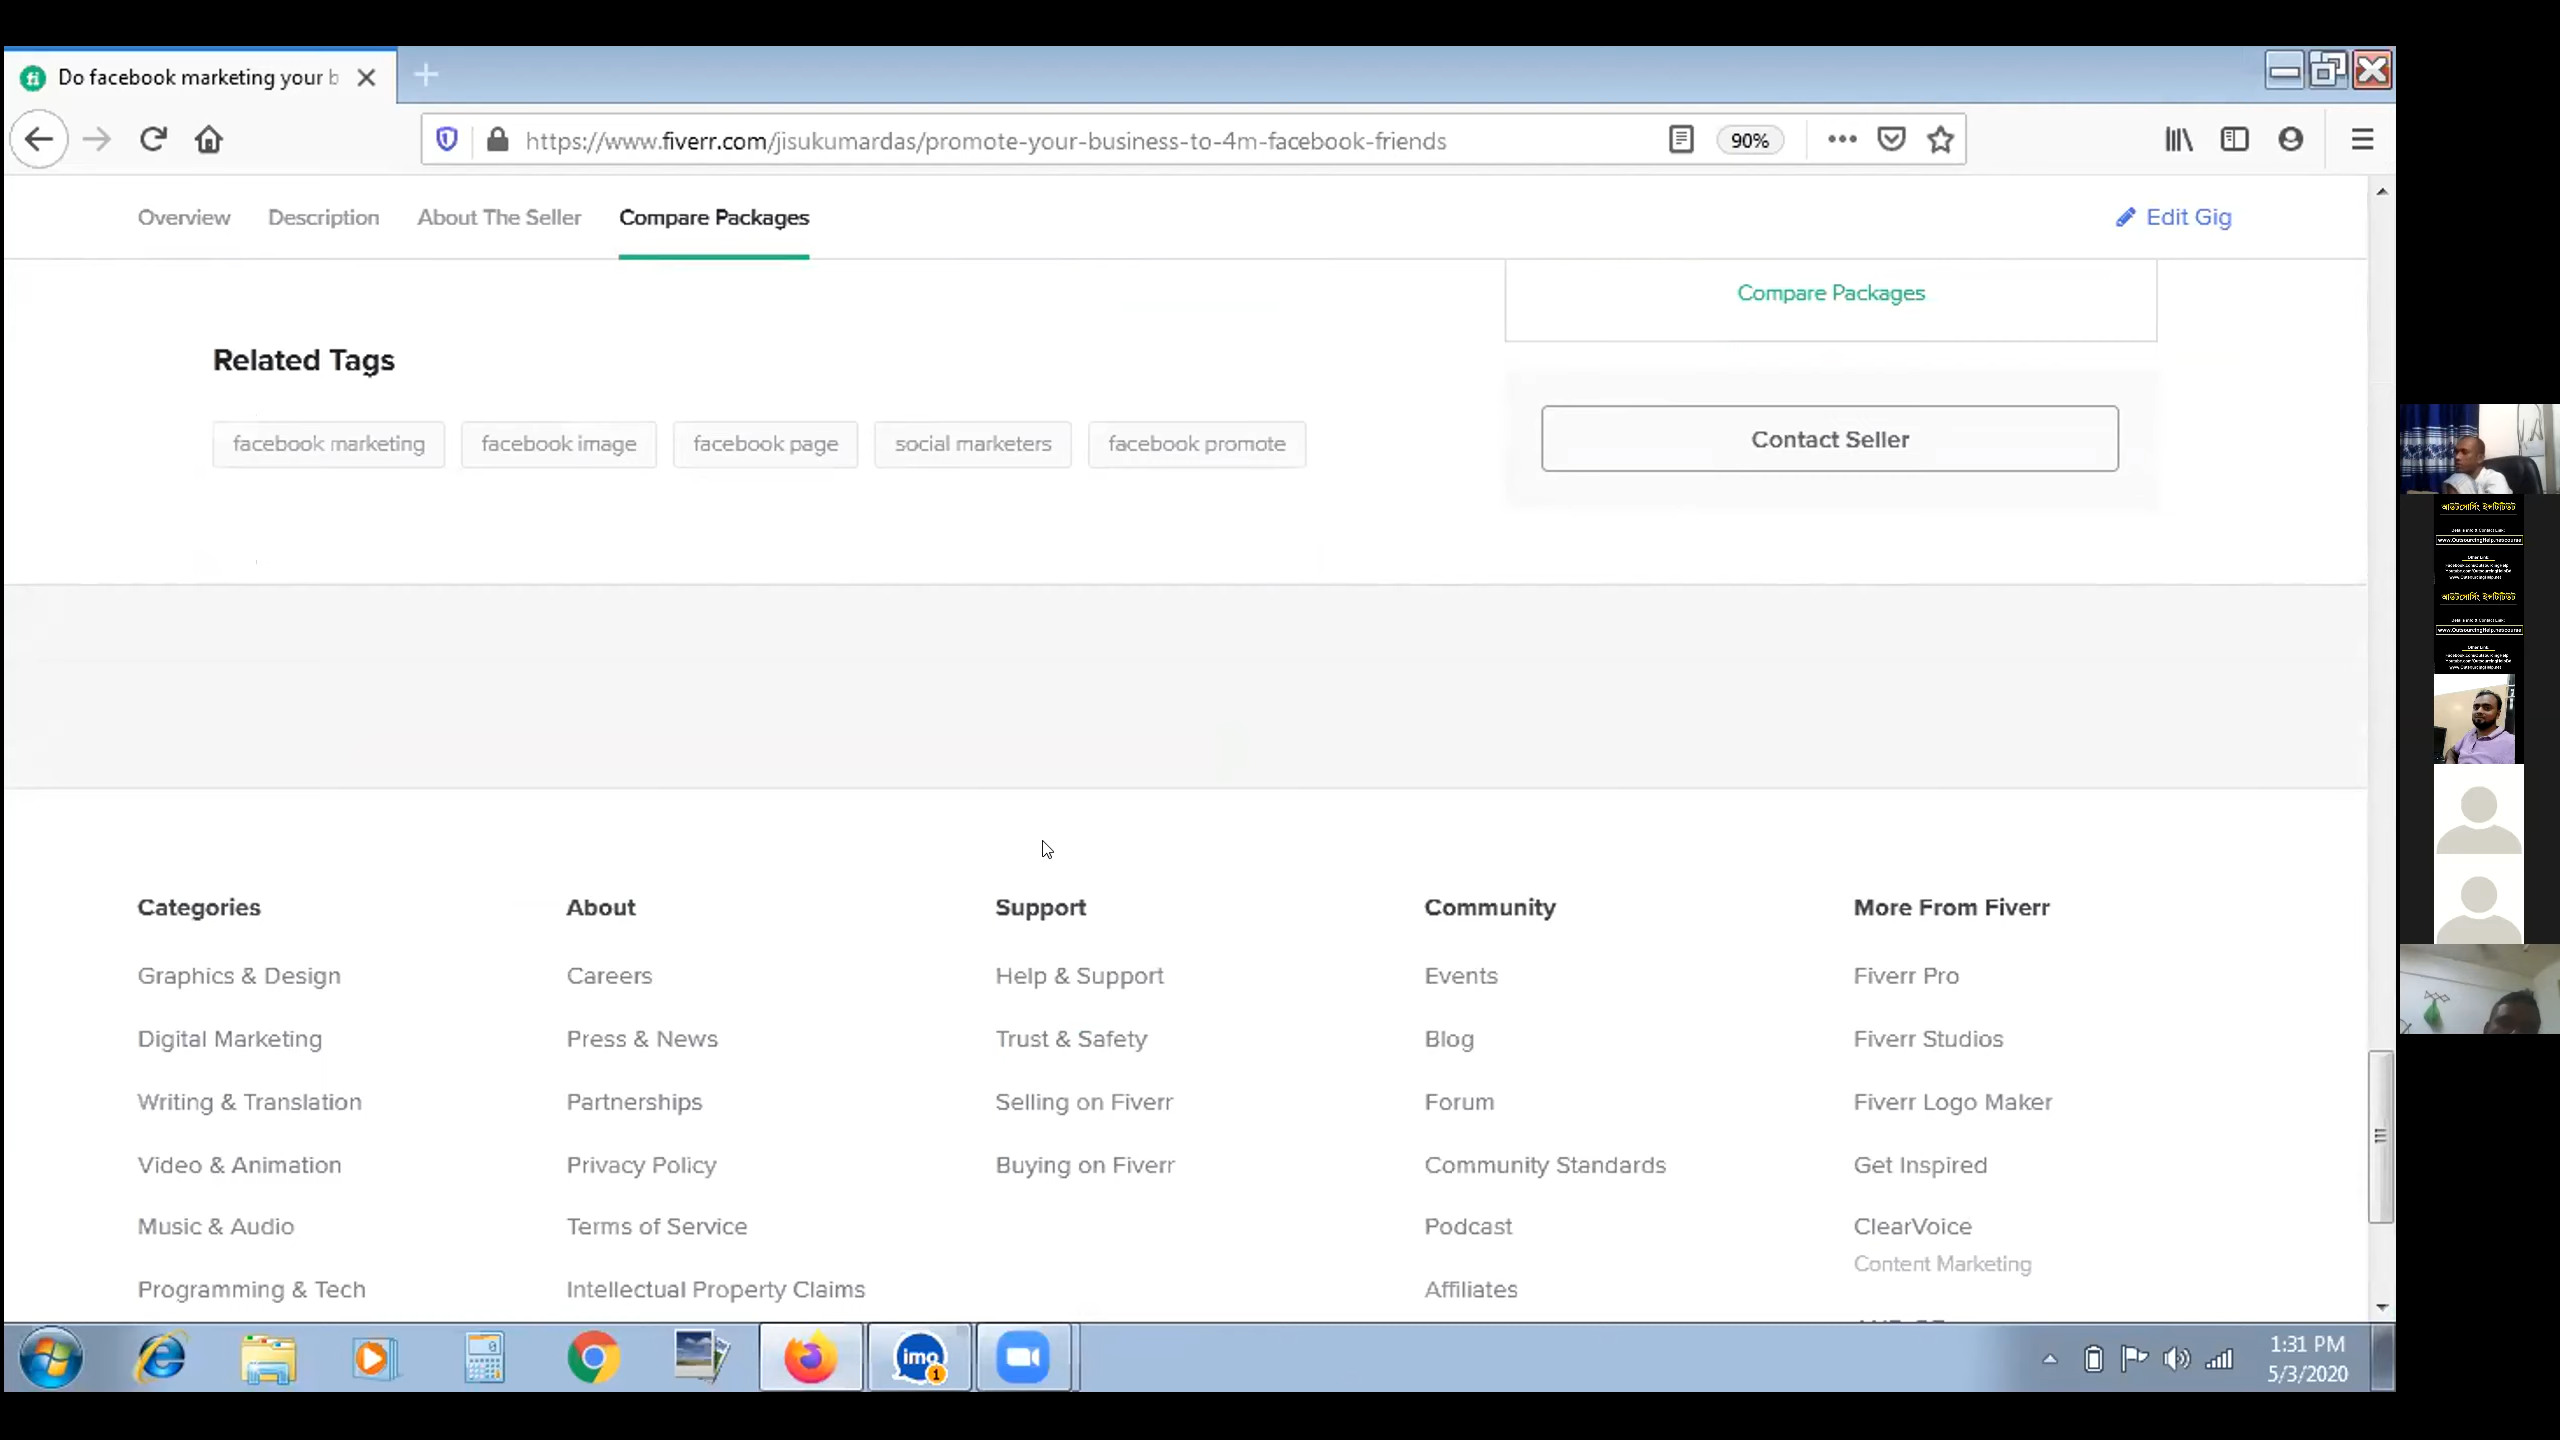 Do facebook marketing your b
https://www.fiverr.com/jisukumardas/promote-your-business-to-4m-facebook-friends
90%
Overview
Description
About The Seller
Compare Packages
Edit Gig
Compare Packages
Related Tags
facebook marketing
facebook image
facebook page
social marketers
facebook promote
Contact Seller
Categories
Graphics & Design
Digital Marketing
Writing & Translation
Video & Animation
Music & Audio
Programming & Tech
About
Careers
Press & News
Partnerships
Privacy Policy
Terms of Service
Intellectual Property Claims
Support
Help & Support
Trust & Safety
Selling on Fiverr
Buying on Fiverr
Community
Events
Blog
Forum
Community Standards
Podcast
Affiliates
More From Fiverr
Fiverr Pro
Fiverr Studios
Fiverr Logo Maker
Get Inspired
ClearVoice
Content Marketing
imo
1
1:31 PM
5/3/2020